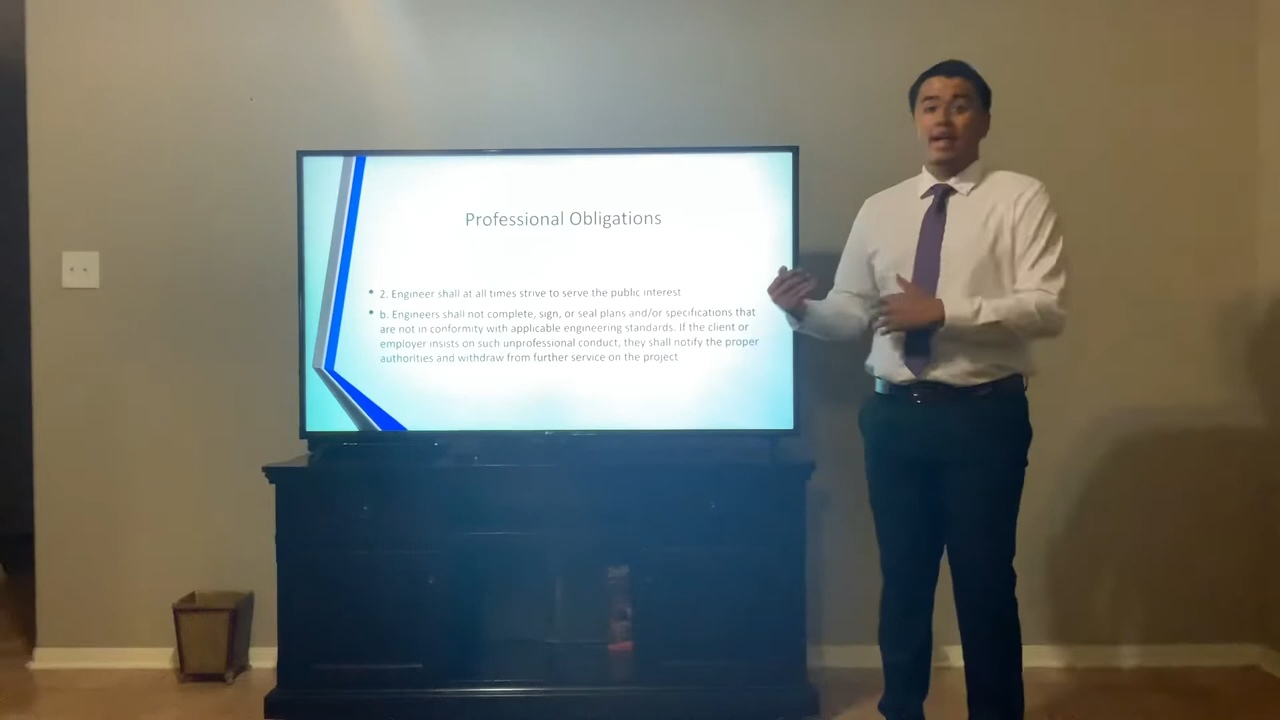 Professional Obligations
• 2. Engineer shall at all times strive to serve the public interest
• b. Engineers shall not complete, sign, or seal plans and/or specifications that
are not in conformity with applicable engineering standards. If the client or
employer insists on such unprofessional conduct, they shall notify the proper
authorities and withdraw from further service on the project